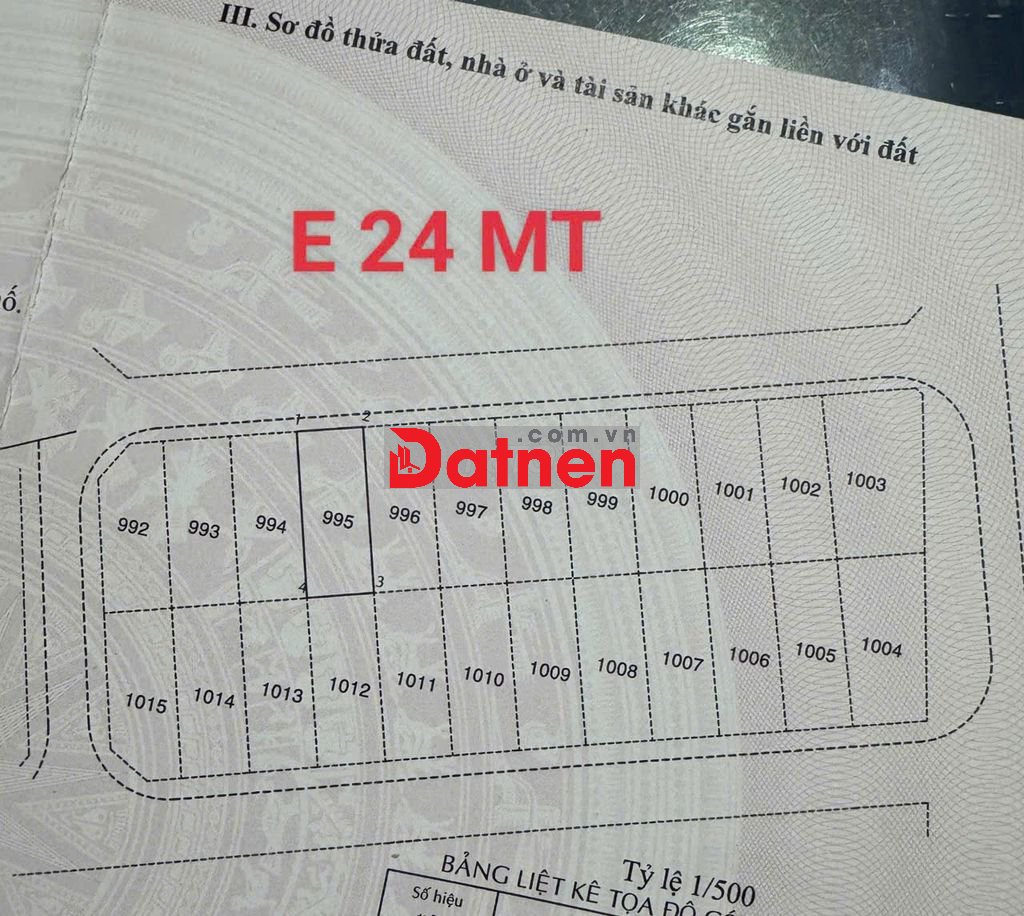 III. Sơ đồ thửa đất, nhà ở và tài sản khác gắn liền với đất
E 24 MT
ố.
1 2
.com.vn
Datnen
992 993 994 995 996 997 998 999 1000 1001 1002 1003
4 3
1015 1014 1013 1012 1011 1010 1009 1008 1007 1006 1005 1004
Tỷ lệ 1/500
BẢNG LIỆT KÊ TỌA ĐỘ
Số hiệu